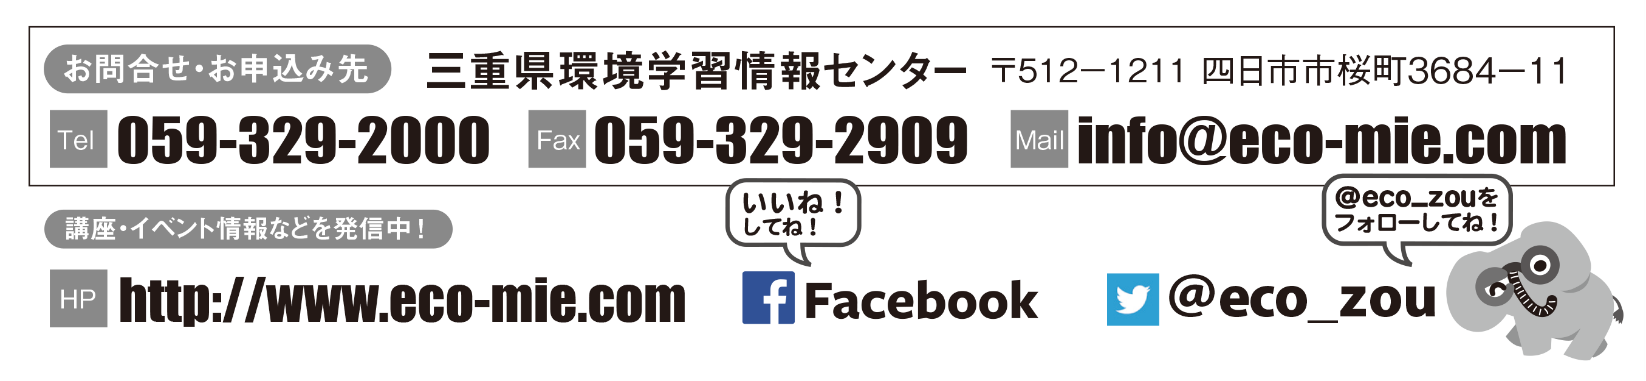 お問合せ・お申込み先 三重県環境学習情報センター 〒512－1211 四日市市桜町3684－11
Tel 059-329-2000 Fax 059-329-2909 Mail info@eco-mie.com
講座・イベント情報などを発信中！
いいね！
してね！
@eco_zouを
フォローしてね！
HP http://www.eco-mie.com f Facebook @eco_zou